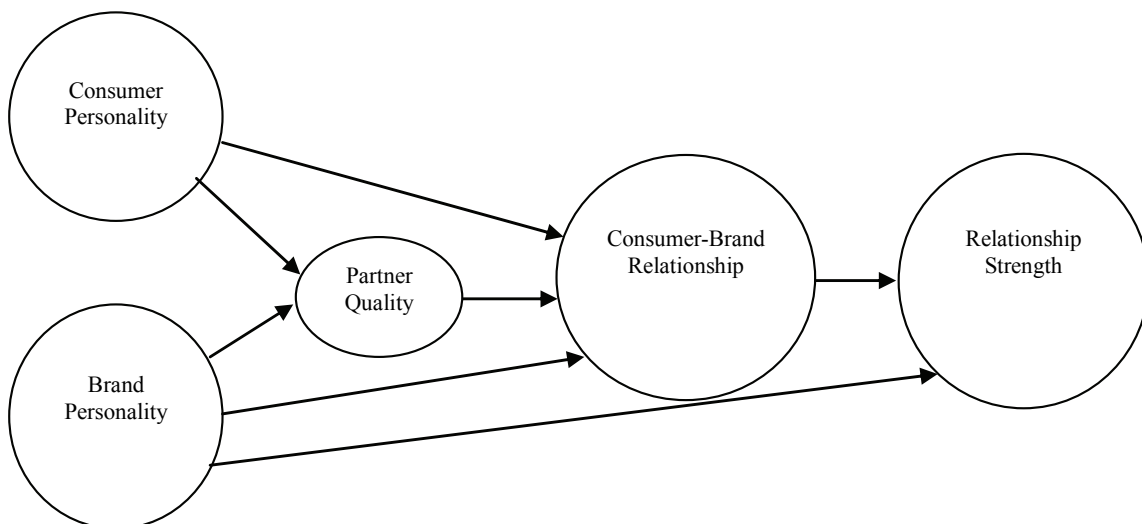 Consumer
Personality
Partner
Quality
Brand
Personality
Consumer-Brand
Relationship
Relationship
Strength